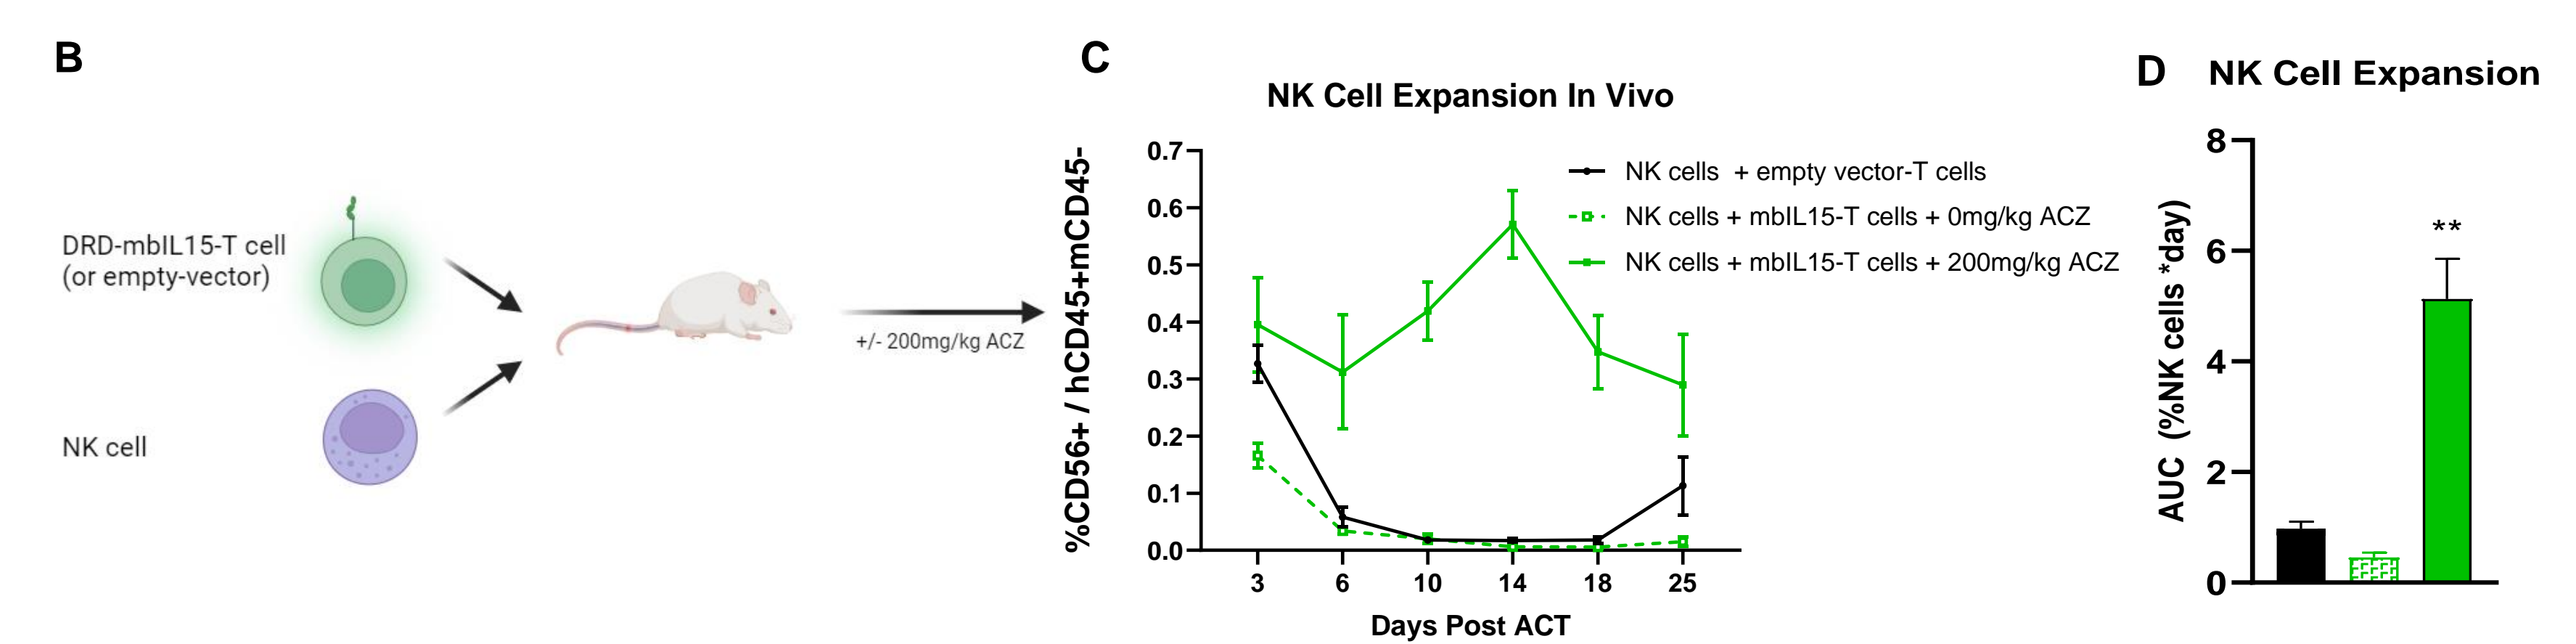 B
DRD-mbIL15-T cell
(or empty-vector)
NK cell
+/- 200mg/kg ACZ
C
NK Cell Expansion In Vivo
%CD56+ / hCD45+mCD45-
0.7
0.6
0.5
0.4
0.3
0.2
0.1
0.0
3 6 10 14 18 25
Days Post ACT
NK cells + empty vector-T cells
NK cells + mbIL15-T cells + 0mg/kg ACZ
NK cells + mbIL15-T cells + 200mg/kg ACZ
D NK Cell Expansion
AUC (%NK cells*day)
8
6
4
2
0
**